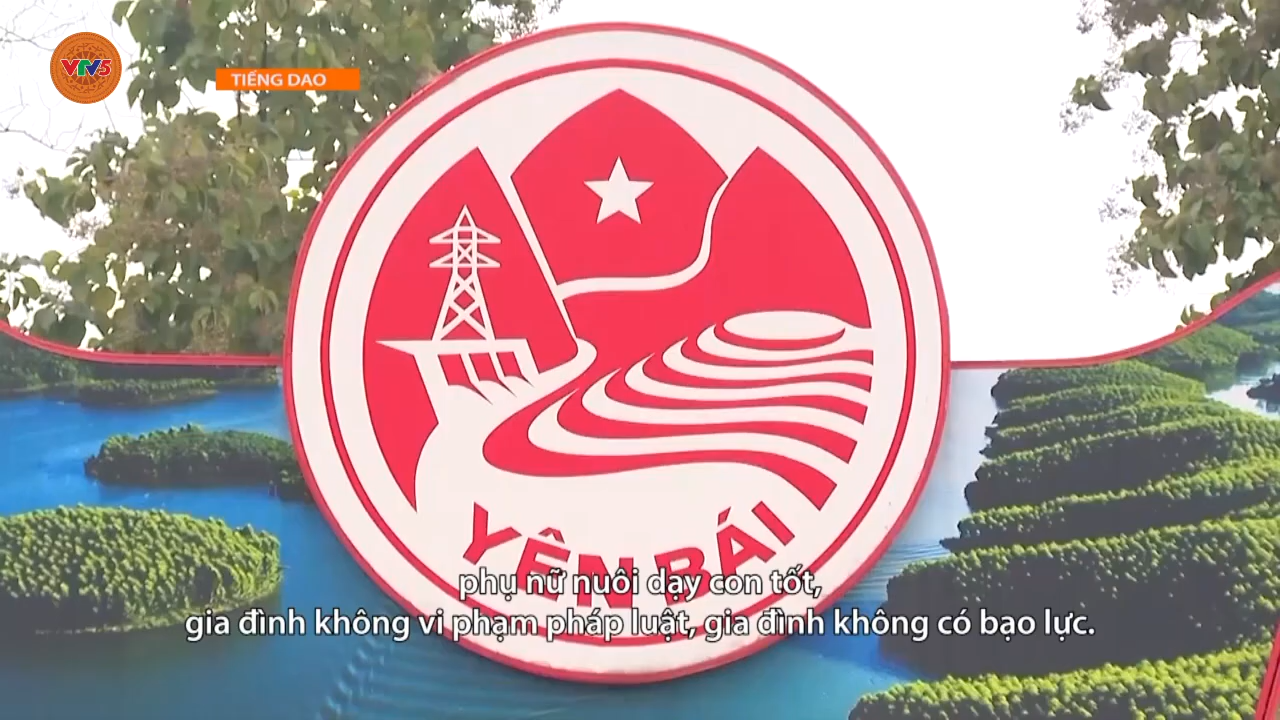 VTV5
TIẾNG DAO
YÊN BÁI
phụ nữ nuôi dạy con tốt,
gia đình không vi phạm pháp luật, gia đình không có bạo lực.